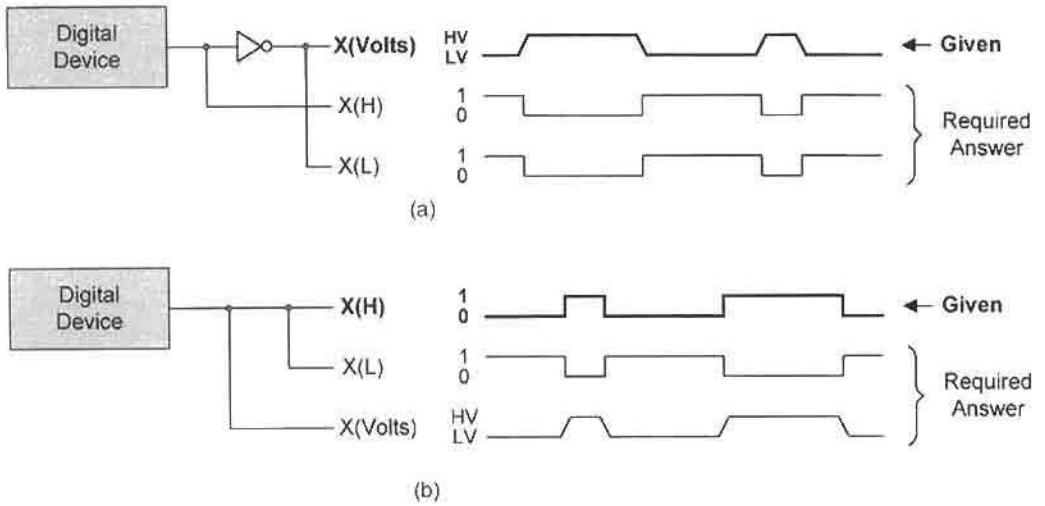 Digital
Device
X(Volts)
HV
LV
Given
X(H)
1
0
X(L)
1
0
Required
Answer
(a)
Digital
Device
X(H)
1
0
Given
X(L)
1
0
X(Volts)
HV
LV
Required
Answer
(b)